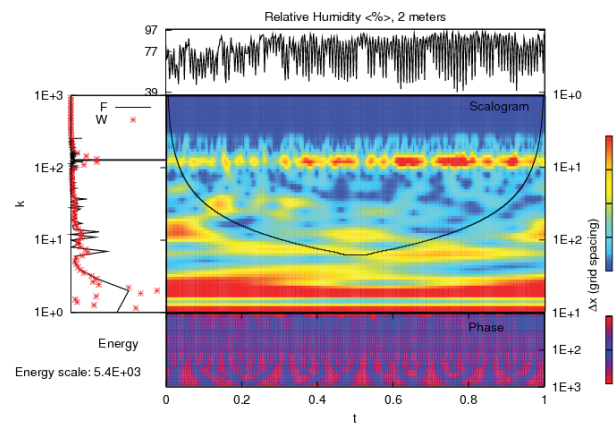 Relative Humidity <%>, 2 meters
97
77
39
1E+3
1E+0
F
W
Scalogram
1E+2
1E+1
k
1E+1
1E+2
Δx (grid spacing)
1E+0
1E+1
Phase
Energy
1E+2
Energy scale: 5.4E+03
1E+3
0 0.2 0.4 0.6 0.8 1
t